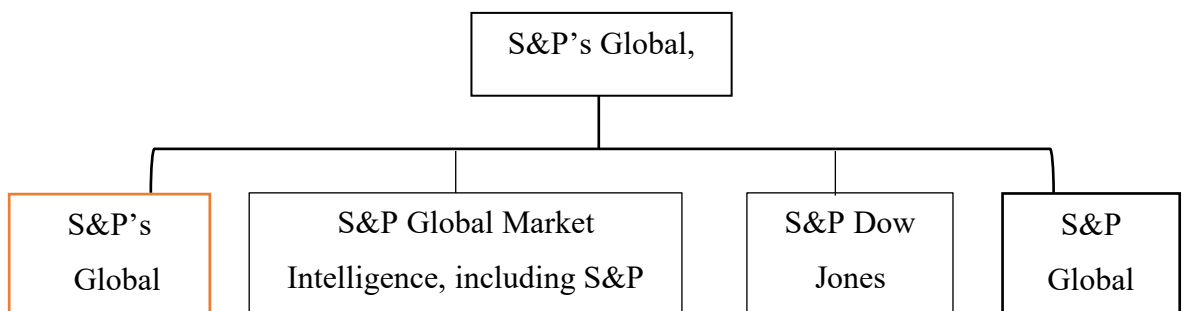 S&P’s Global,
S&P’s
Global
S&P Global Market
Intelligence, including S&P
S&P Dow
Jones
S&P
Global